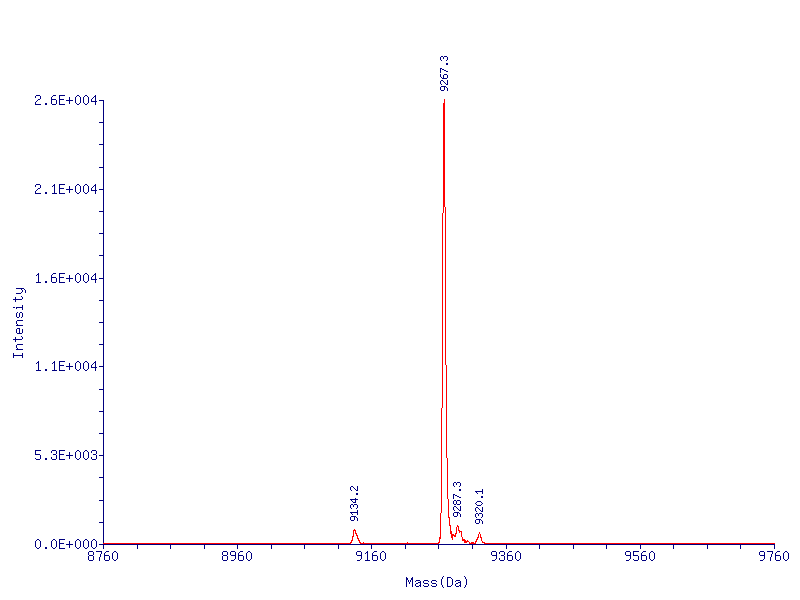 9267.3
2.6E+004
2.1E+004
1.6E+004
Intensity
1.1E+004
5.3E+003
9134.2
9287.3
9320.1
0.0E+000
8760 8960 9160 9360 9560 9760
Mass(Da)